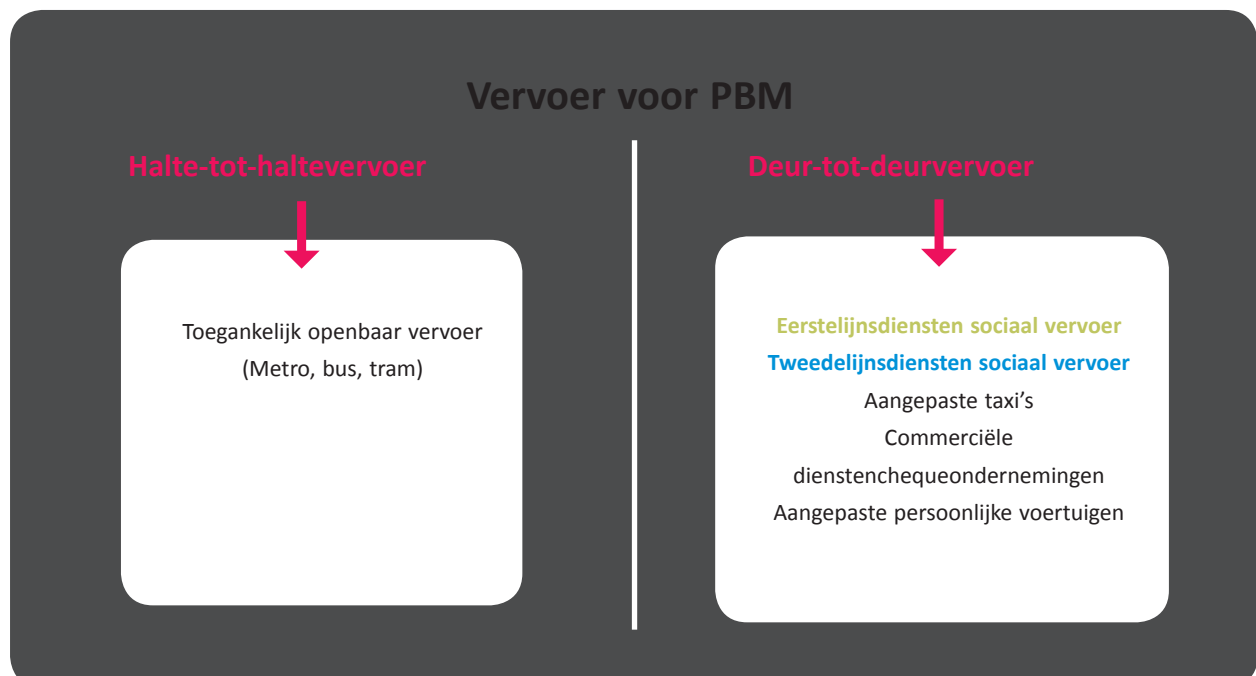 Vervoer voor PBM
Halte-tot-haltevervoer
Toegankelijk openbaar vervoer
(Metro, bus, tram)
Deur-tot-deurvervoer
Eerstelijnsdiensten sociaal vervoer
Tweedelijnsdiensten sociaal vervoer
Aangepaste taxi’s
Commerciële
dienstenchequeondernemingen
Aangepaste persoonlijke voertuigen